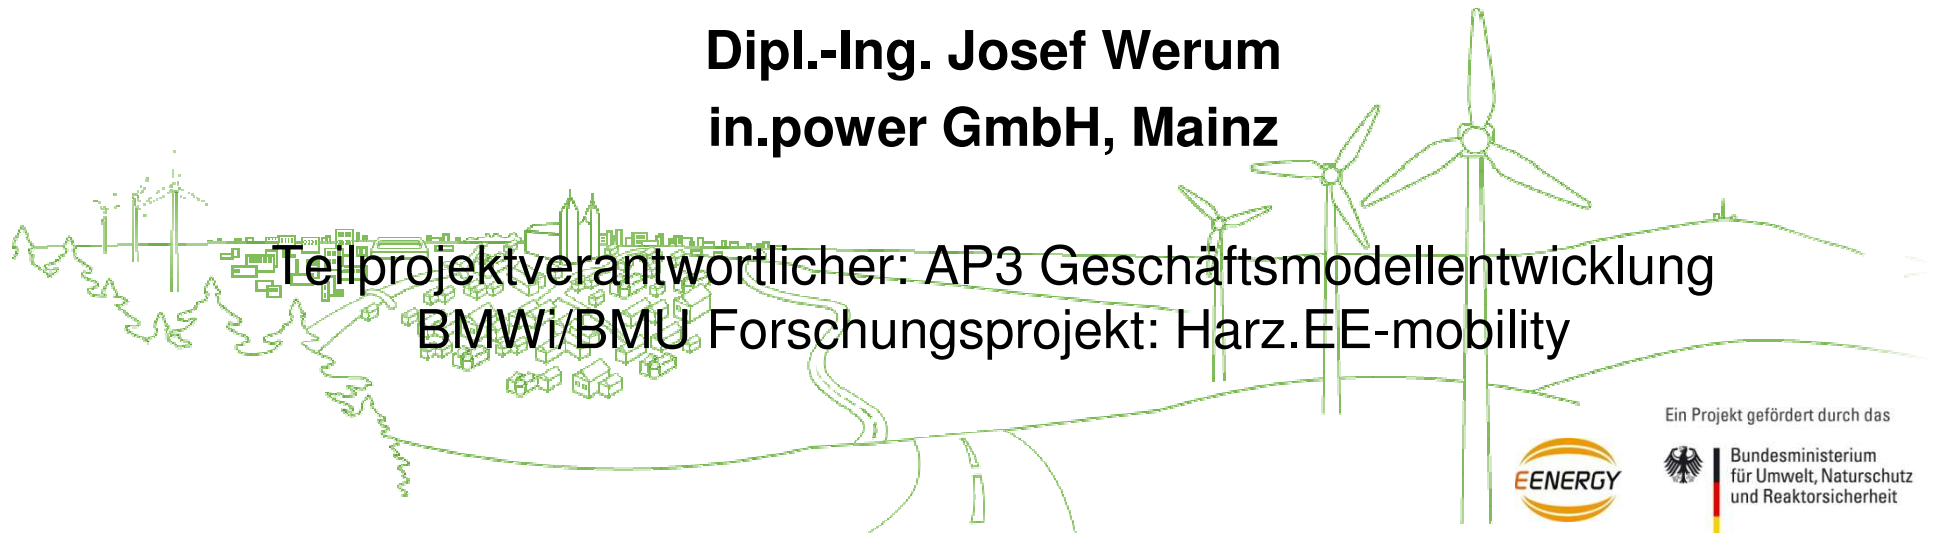 Dipl.-Ing. Josef Werum
in.power GmbH, Mainz
Teilprojektverantwortlicher: AP3 Geschäftsmodellentwicklung
BMWi/BMU Forschungsprojekt: Harz.EE-mobility
Ein Projekt gefördert durch das
EENERGY
Bundesministerium
für Umwelt, Naturschutz
und Reaktorsicherheit